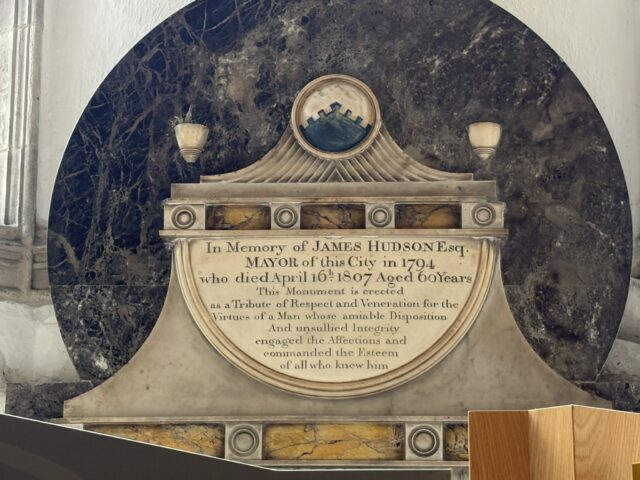 In Memory of JAMES HUDSON Esq.
MAYOR of this City in 1794
who died April 16th 1807 Aged 60 Years
This Monument is erected
as a Tribute of Respect and Veneration for the
Virtues of a Man whose amiable Disposition
And unsullied Integrity
engaged the Affections and
commanded the Esteem
of all who knew him